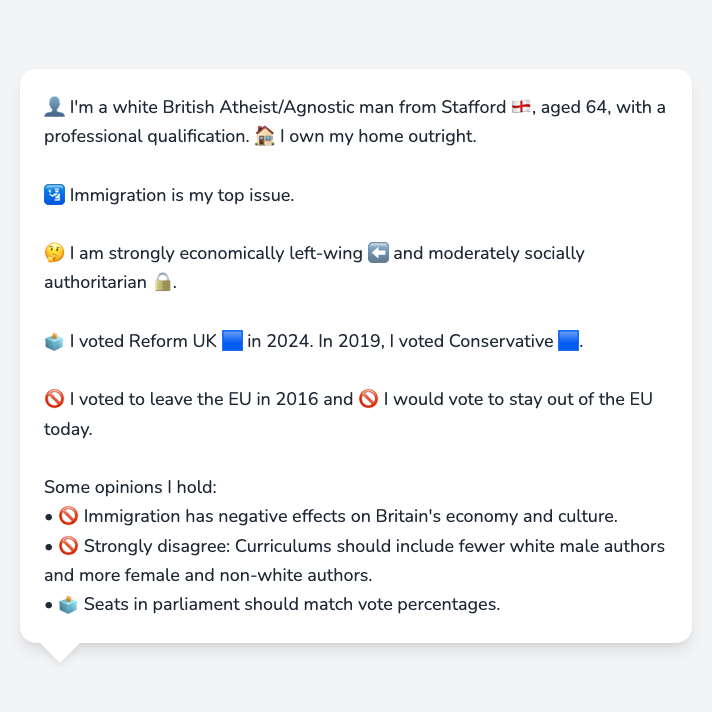 👤 I'm a white British Atheist/Agnostic man from Stafford 🏴󠁧󠁢󠁥󠁮󠁧󠁿, aged 64, with a
professional qualification. 🏠 I own my home outright.
🛂 Immigration is my top issue.
🤔 I am strongly economically left-wing ⬅️ and moderately socially
authoritarian 🔒.
🗳️ I voted Reform UK 🟦 in 2024. In 2019, I voted Conservative 🟦.
🚫 I voted to leave the EU in 2016 and 🚫 I would vote to stay out of the EU
today.
Some opinions I hold:
• 🚫 Immigration has negative effects on Britain's economy and culture.
• 🚫 Strongly disagree: Curriculums should include fewer white male authors
and more female and non-white authors.
• 🗳️ Seats in parliament should match vote percentages.